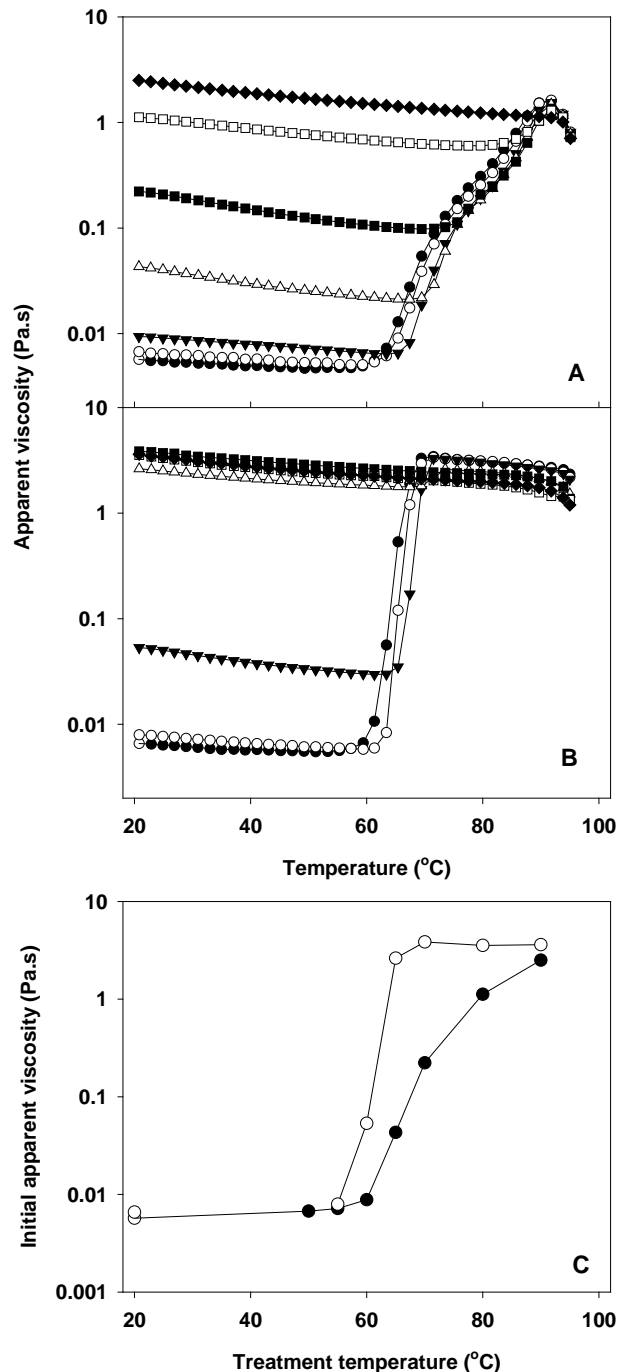 10
1
0.1
0.01
A
Apparent viscosity (Pa.s)
10
1
0.1
0.01
B
20 40 60 80 100
Temperature (°C)
10
1
0.1
0.01
0.001
Initial apparent viscosity (Pa.s)
C
20 40 60 80 100
Treatment temperature (°C)